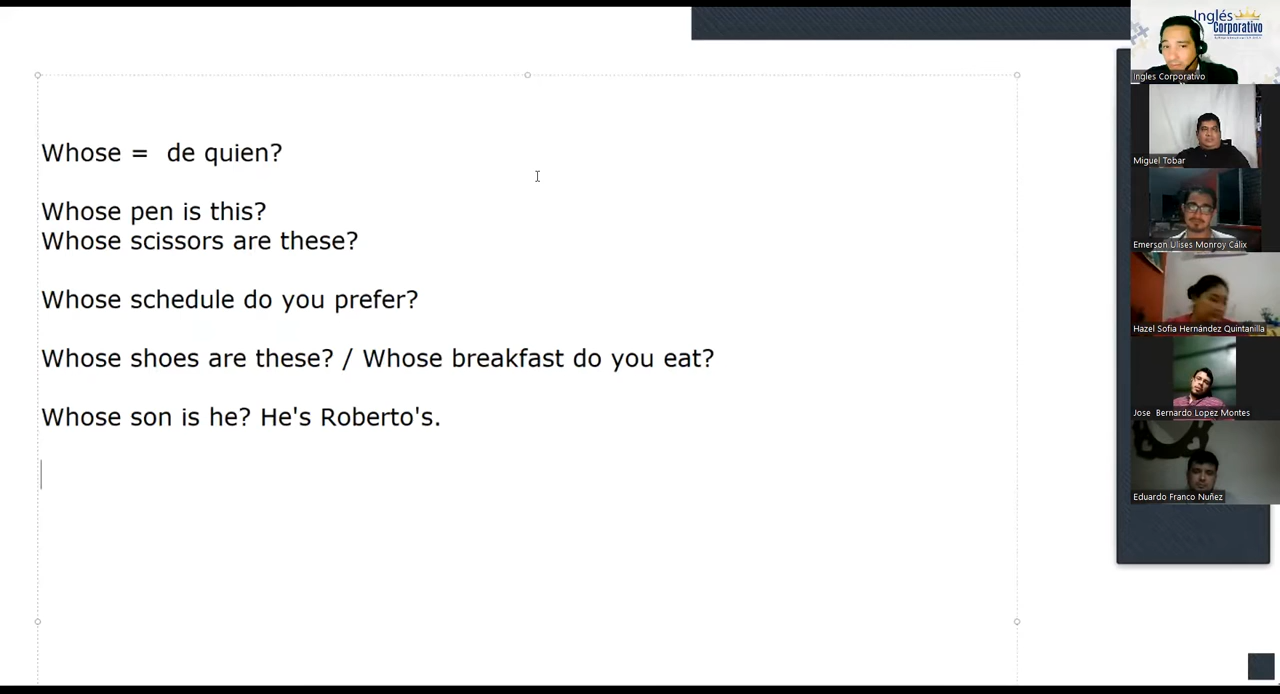 Whose = de quien?
Whose pen is this?
Whose scissors are these?
Whose schedule do you prefer?
Whose shoes are these? / Whose breakfast do you eat?
Whose son is he? He's Roberto's.
Inglés
Corporativo
Ingles Corporativo
Miguel Tobar
Emerson Ulises Monroy Cálix
Hazel Sofia Hernández Quintanilla
Jose Bernardo Lopez Montes
Eduardo Franco Nuñez